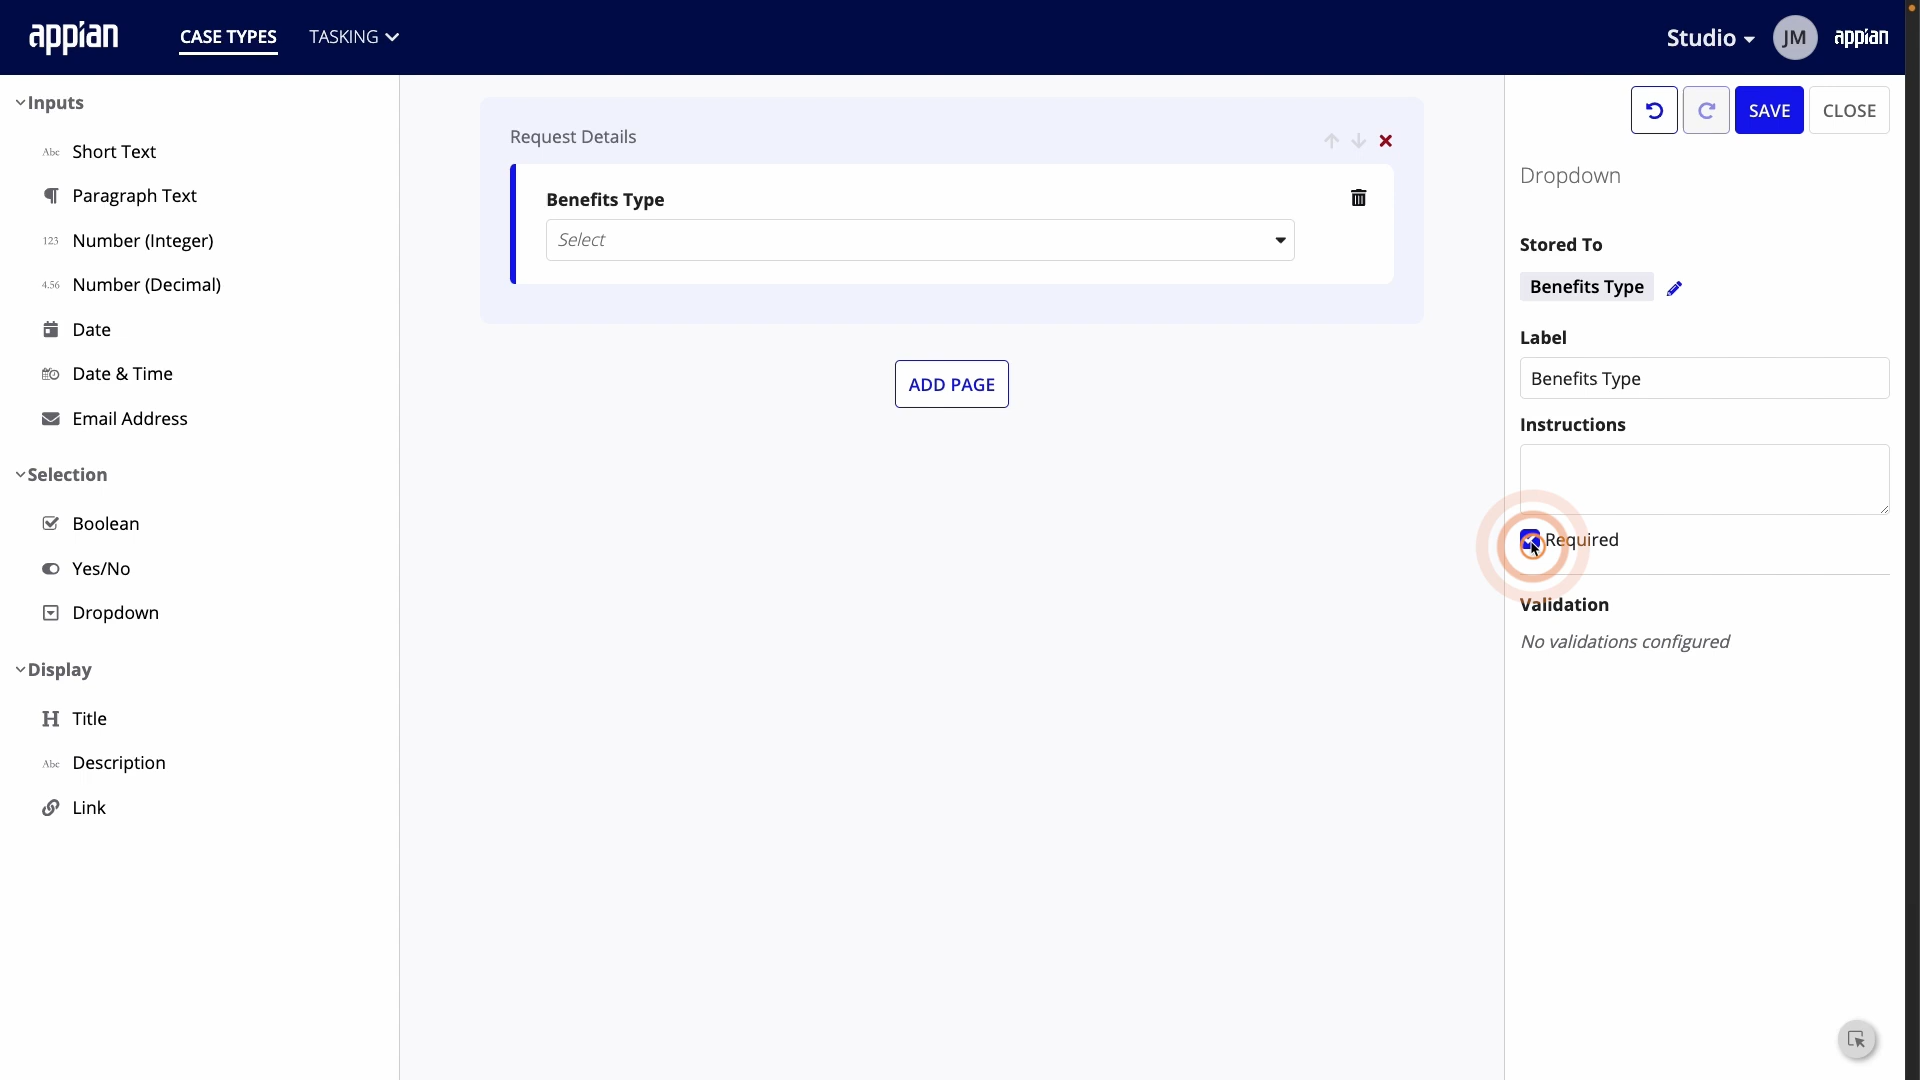 appian
CASE TYPES
TASKING
Studio
JM
appian
Inputs
Abc Short Text
Paragraph Text
123 Number (Integer)
4.56 Number (Decimal)
Date
Date & Time
Email Address
Selection
Boolean
Yes/No
Dropdown
Display
H Title
Abc Description
Link
Request Details
Benefits Type
Select
ADD PAGE
SAVE
CLOSE
Dropdown
Stored To
Benefits Type
Label
Benefits Type
Instructions
Required
Validation
No validations configured